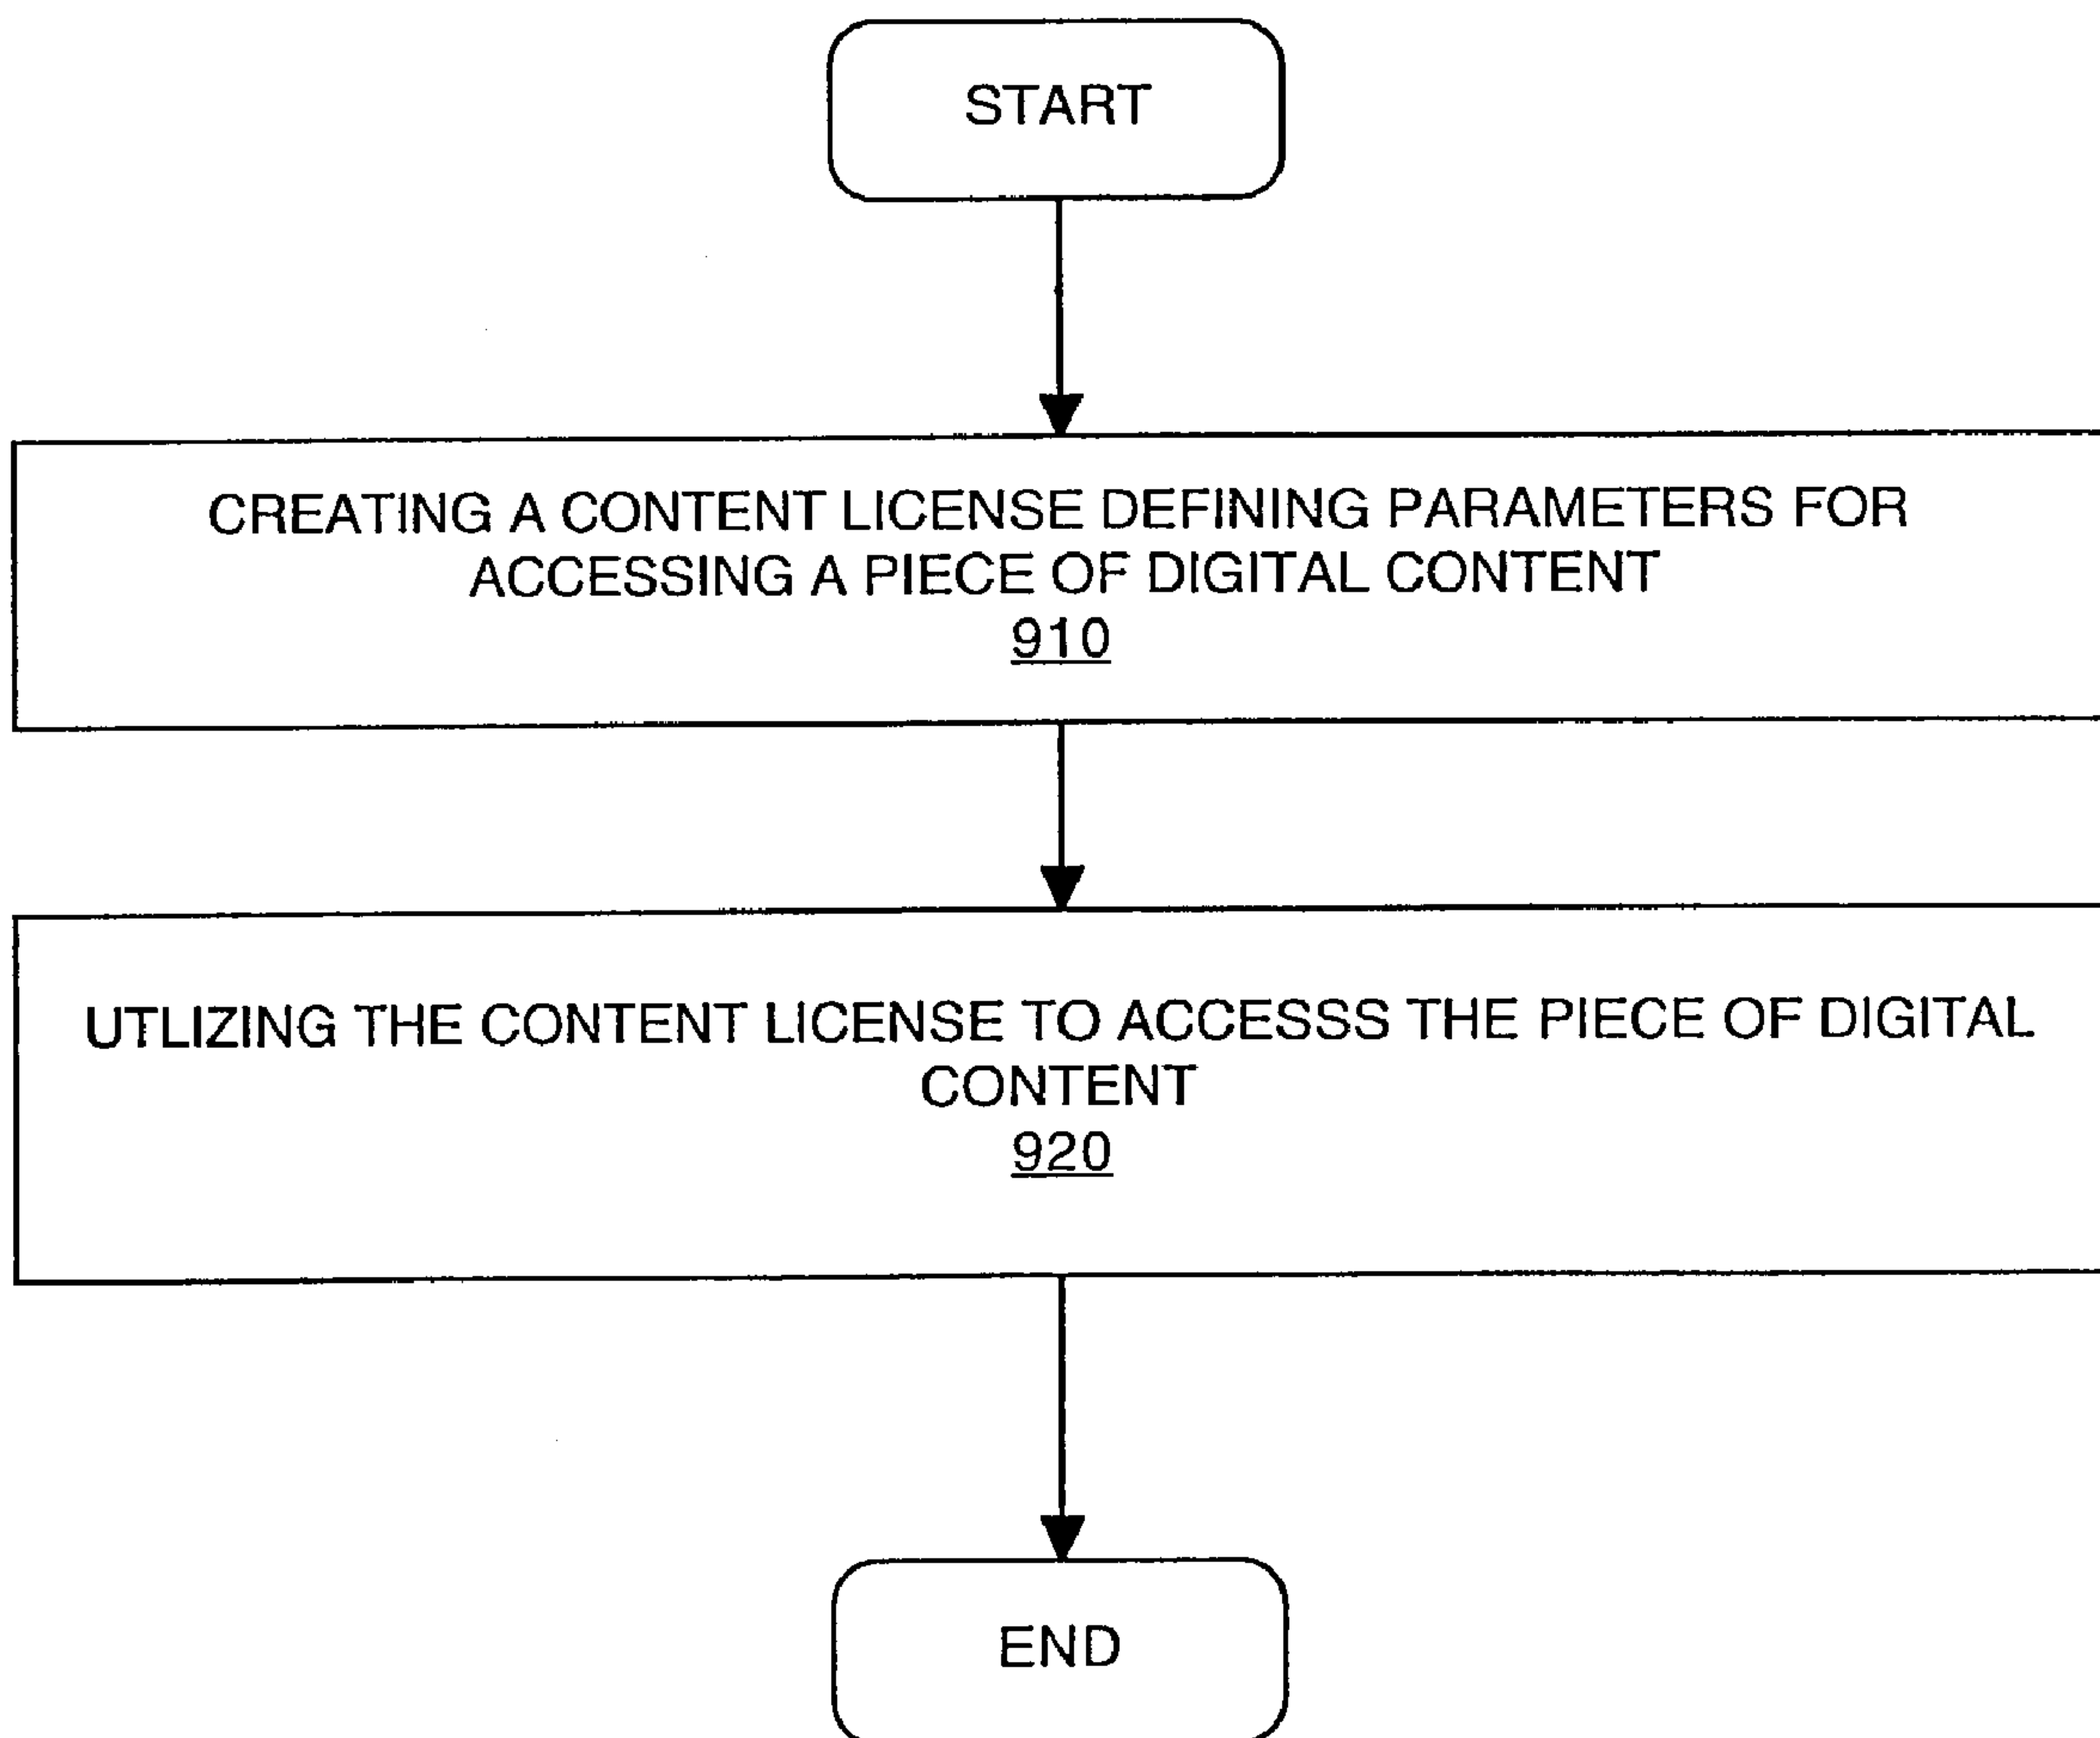 START
CREATING A CONTENT LICENSE DEFINING PARAMETERS FOR
ACCESSING A PIECE OF DIGITAL CONTENT
910
UTLIZING THE CONTENT LICENSE TO ACCESSS THE PIECE OF DIGITAL
CONTENT
920
END